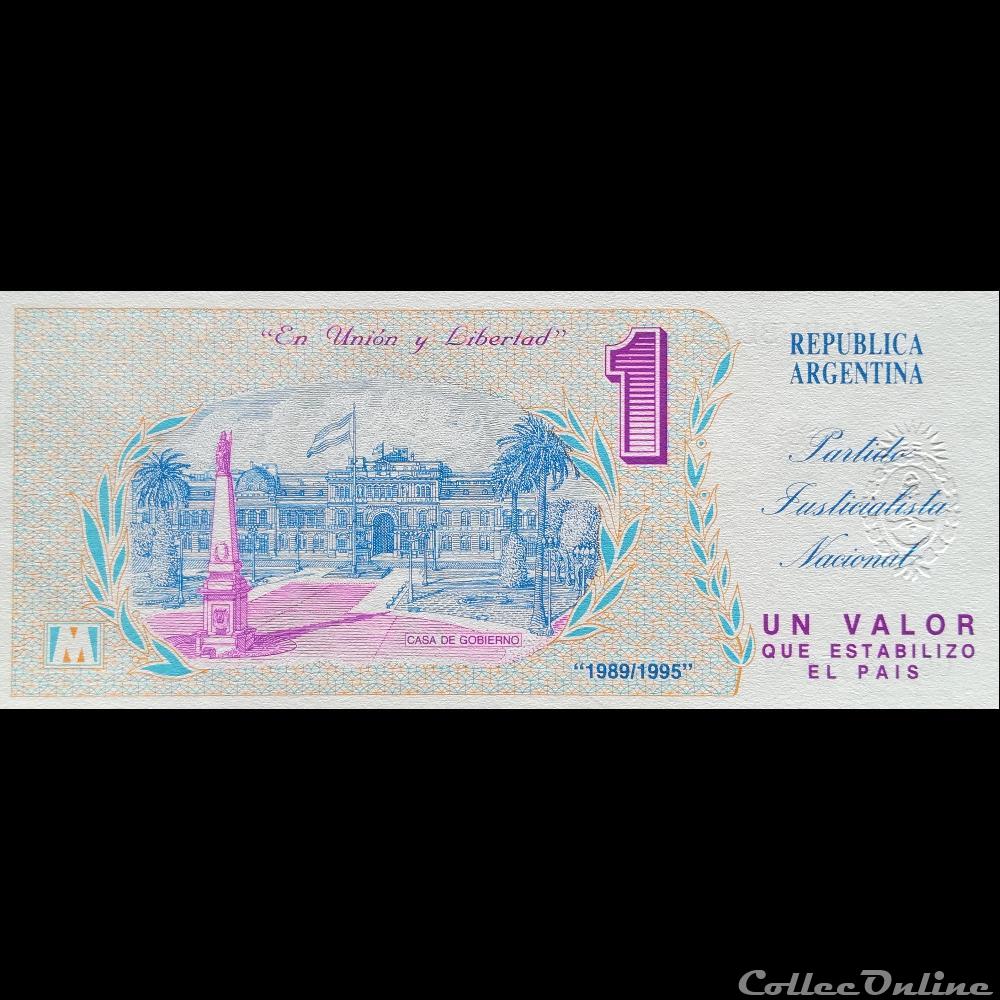 “En Unión y Libertad”
1
REPUBLICA
ARGENTINA
Partido
Justicialista
Nacional
CASA DE GOBIERNO
M
“1989/1995”
UN VALOR
QUE ESTABILIZO
EL PAIS
CollecOnline